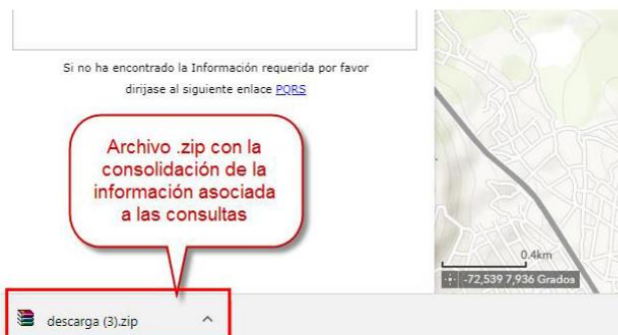 Si no ha encontrado la Información requerida por favor
dirijase al siguiente enlace PQRS
Archivo .zip con la
consolidación de la
información asociada
a las consultas
0.4km
-72,539 7,936 Grados
descarga (3).zip